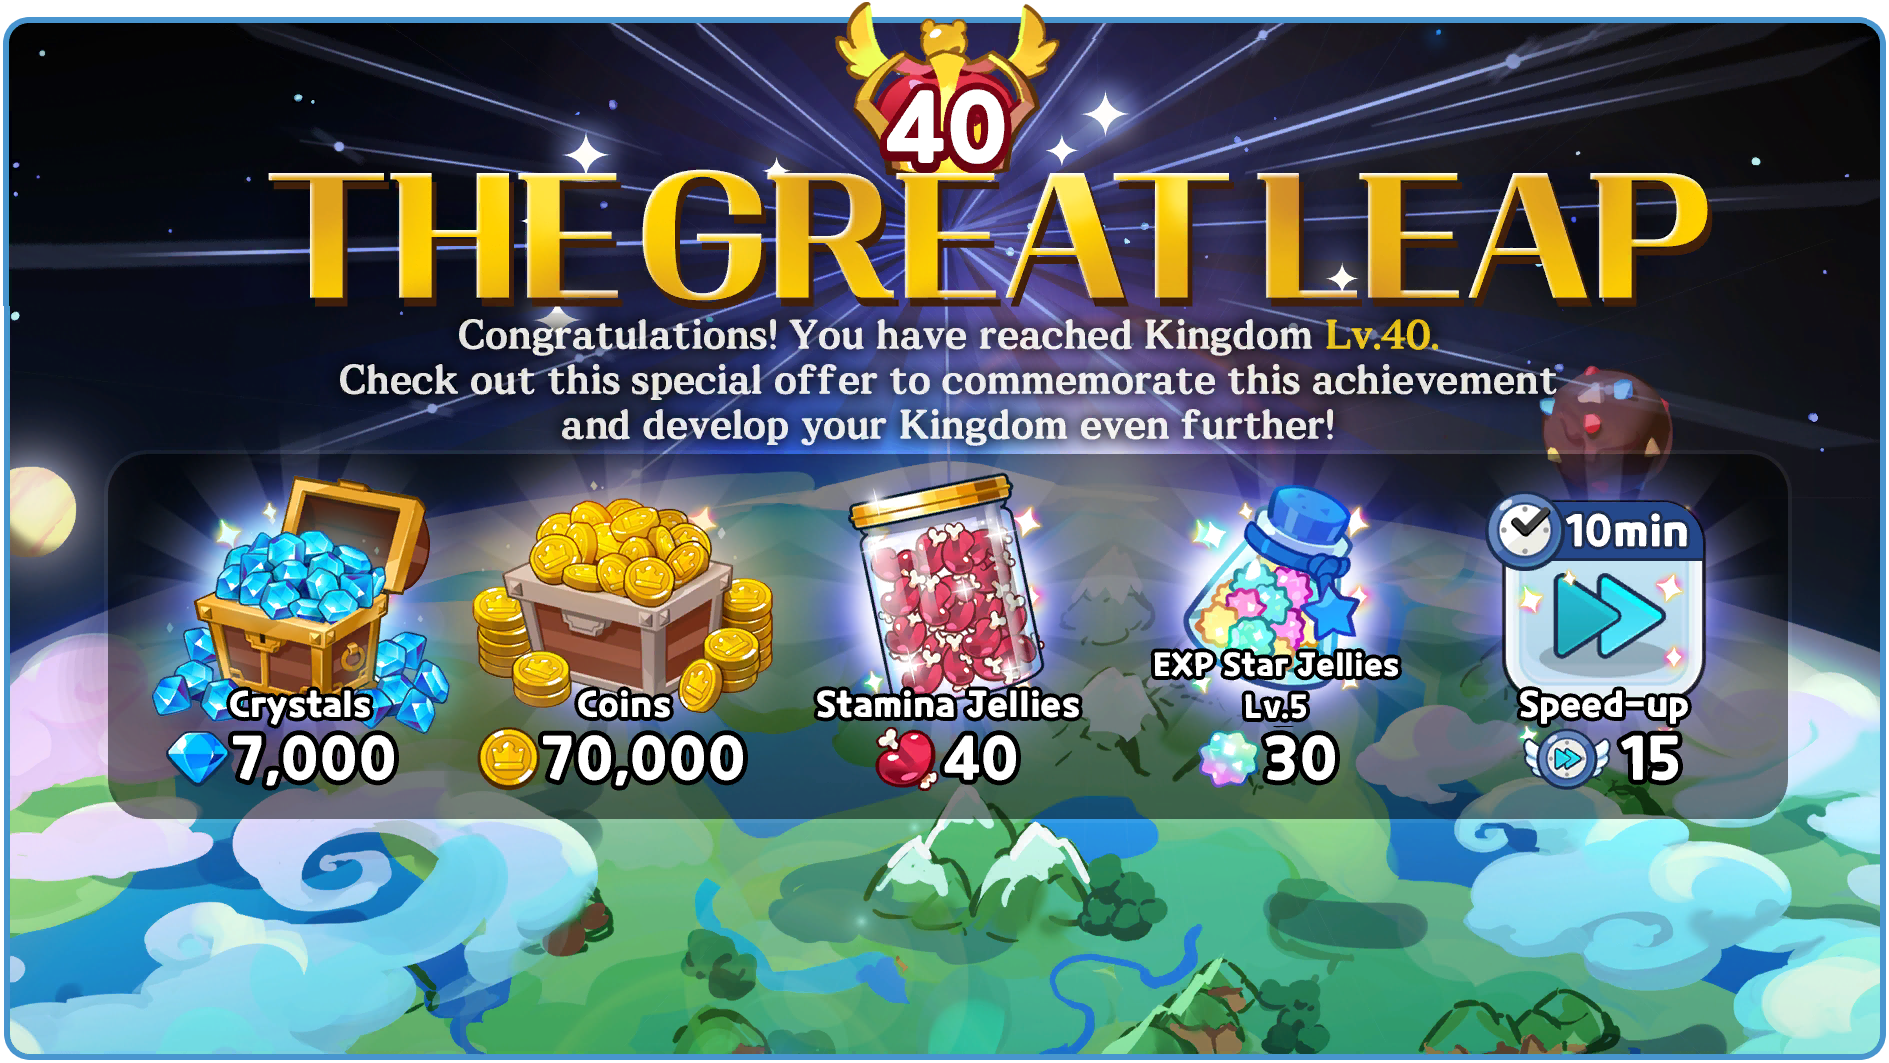 40
THE GREAT LEAP
Congratulations! You have reached Kingdom Lv.40.
Check out this special offer to commemorate this achievement
and develop your Kingdom even further!
10min
Crystals
7,000
Coins
70,000
Stamina Jellies
40
EXP Star Jellies
Lv.5
30
Speed-up
15